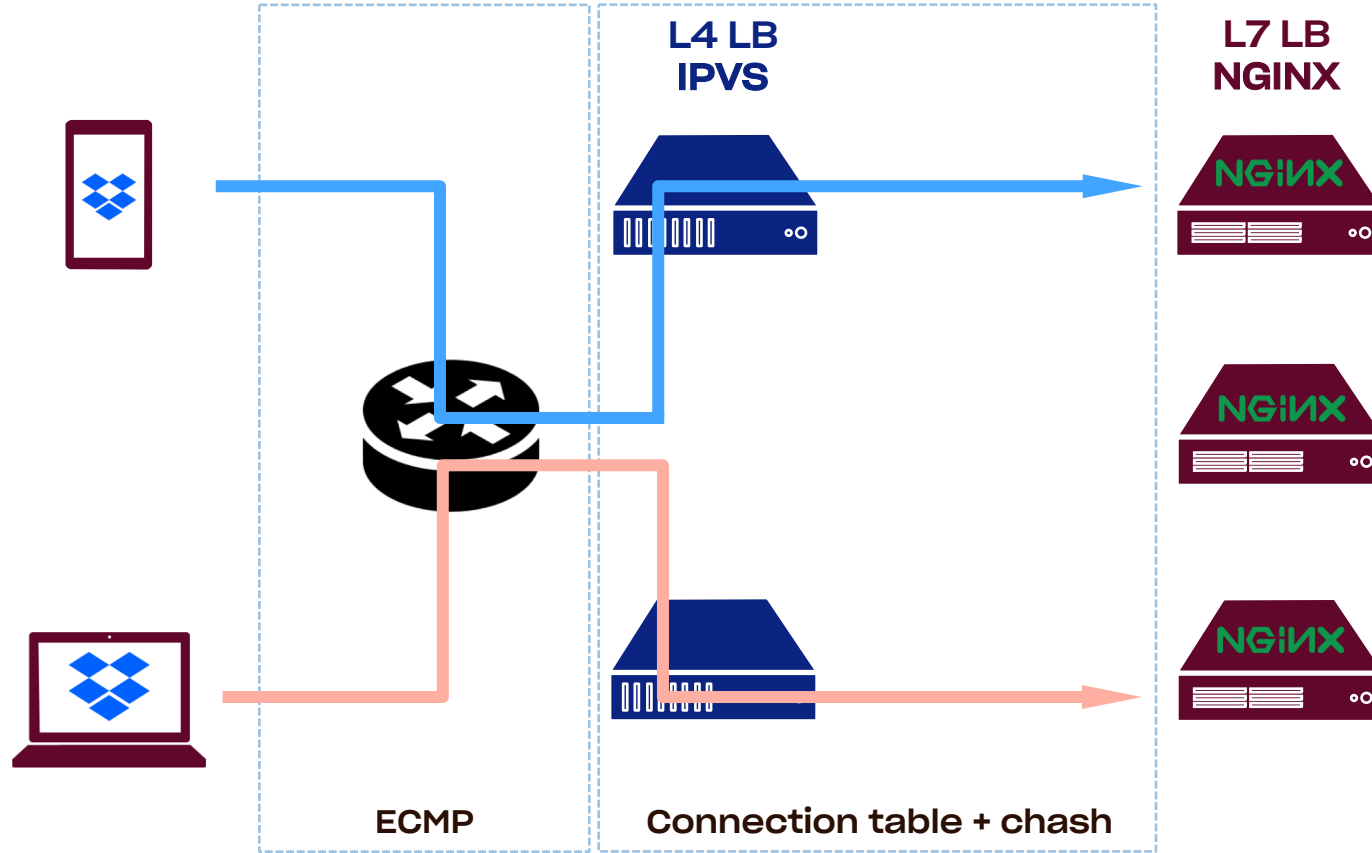 L4 LB
IPVS
L7 LB
NGINX
NGINX
NGINX
NGINX
ECMP
Connection table + chash